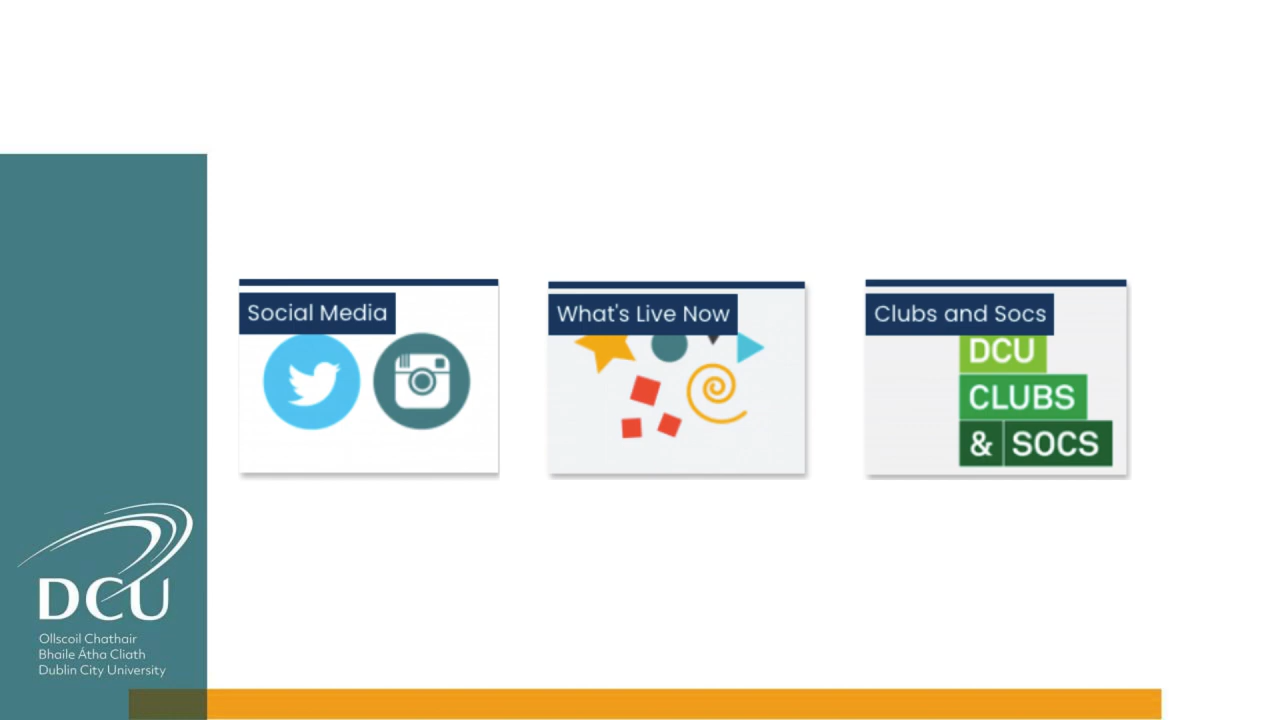 Social Media
What's Live Now
Clubs and Socs
DCU
CLUBS
& SOCS
DCU
Ollscoil Chathair
Bhaile Átha Cliath
Dublin City University